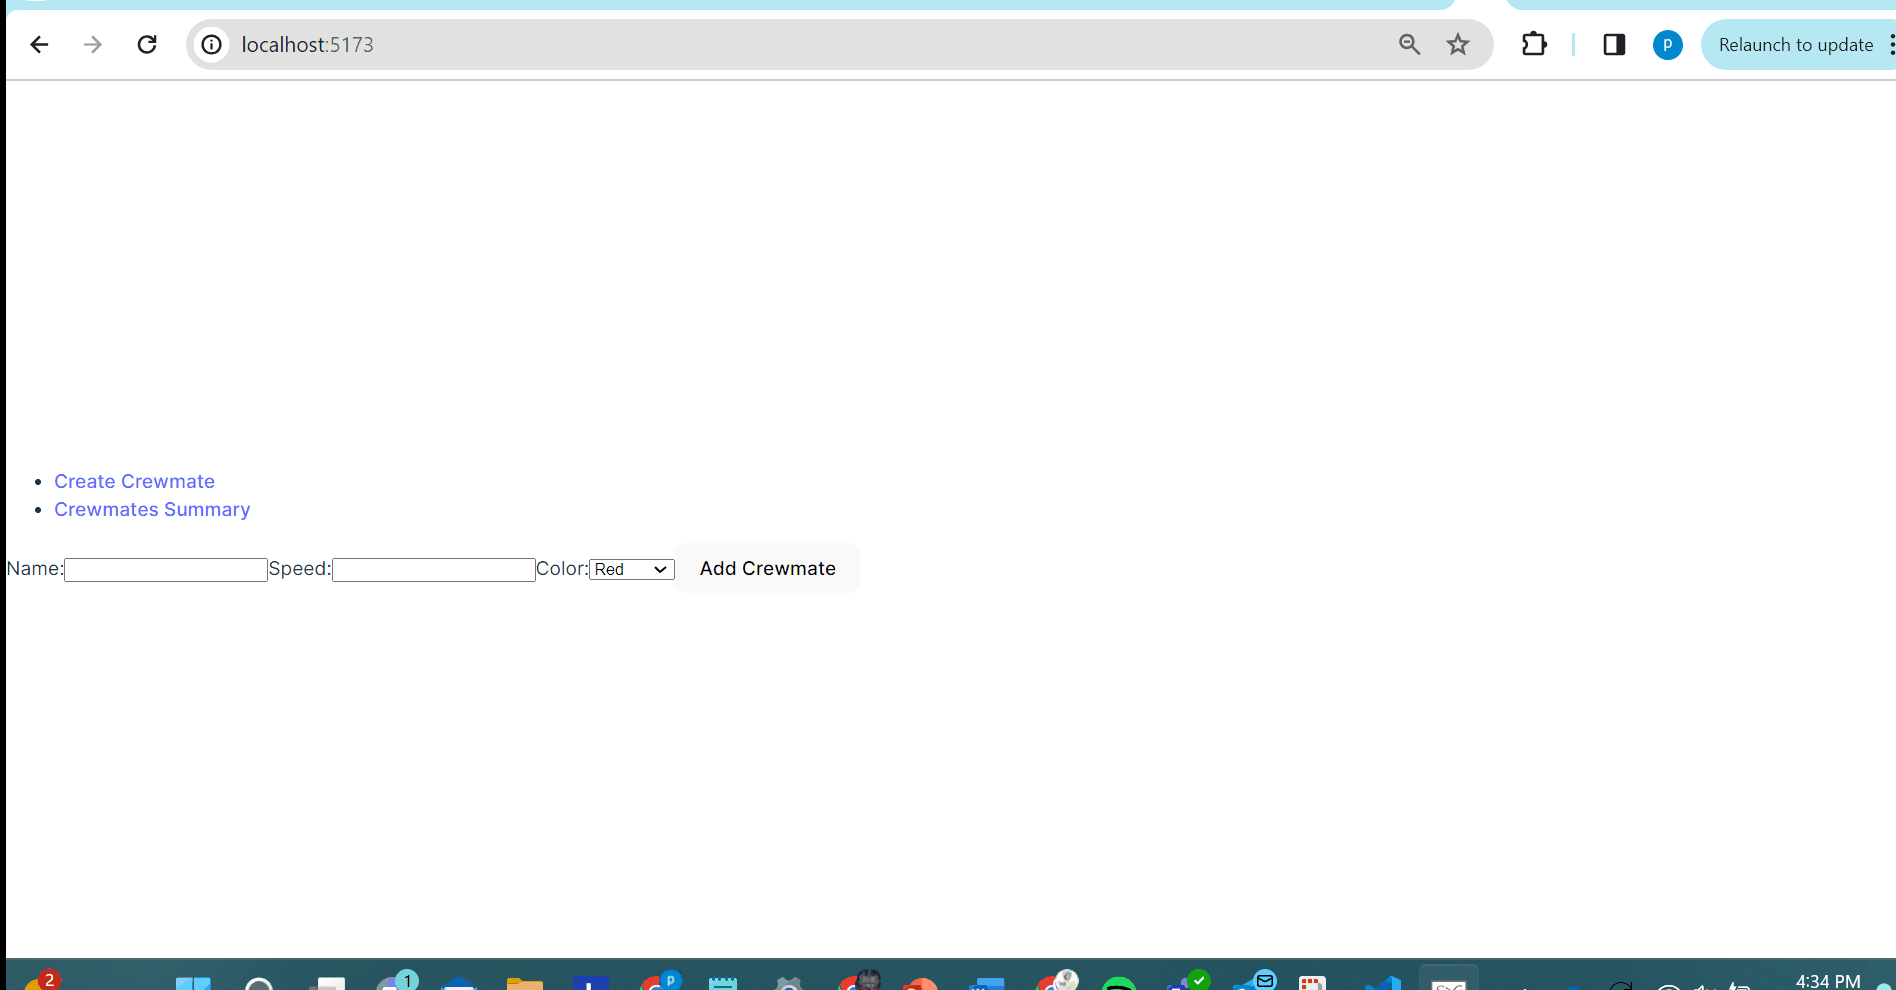 localhost:5173
P
Relaunch to update
Create Crewmate
Crewmates Summary
Name:
Speed:
Color:
Red
Add Crewmate
2
1
P
4:34 PM